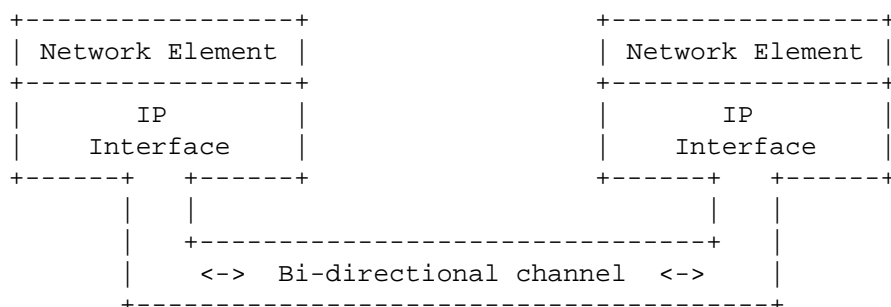 Network Element    Network Element
IP    IP
Interface    Interface
<-> Bi-directional channel <->